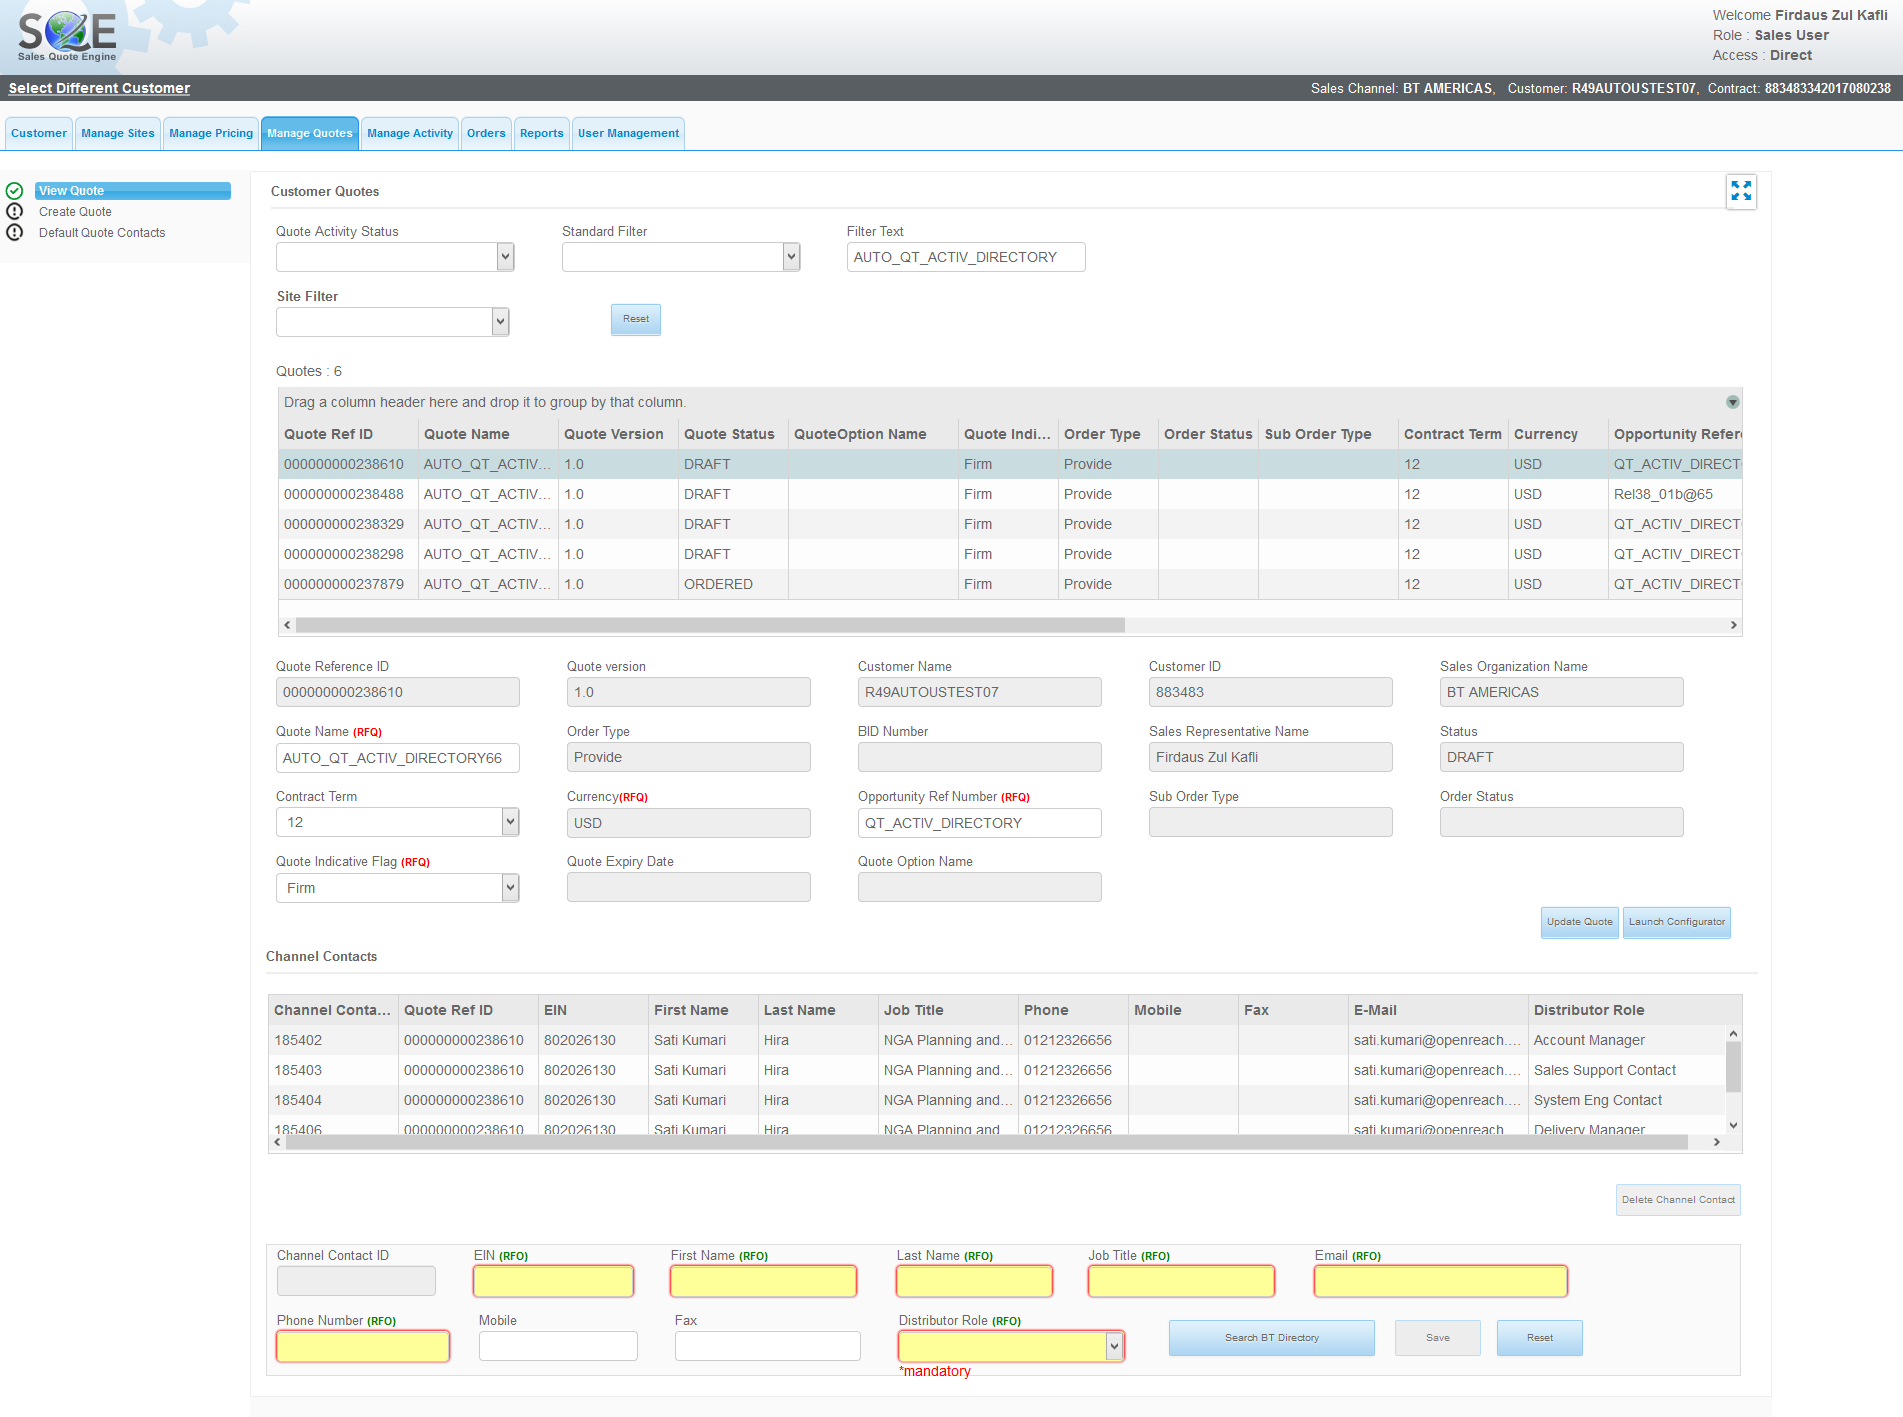 SQE
Sales Quote Engine
Welcome Firdaus Zul Kafli
Role : Sales User
Access : Direct
Select Different Customer
Sales Channel: BT AMERICAS, Customer: R49AUTOUSTEST07, Contract: 883483342017080238
Customer Manage Sites Manage Pricing Manage Quotes Manage Activity Orders Reports User Management
View Quote
Create Quote
Default Quote Contacts
Customer Quotes
Quote Activity Status Standard Filter Filter Text
AUTO_QT_ACTIV_DIRECTORY
Site Filter
Reset
Quotes : 6
Drag a column header here and drop it to group by that column.
Quote Ref ID Quote Name Quote Version Quote Status QuoteOption Name Quote Indi... Order Type Order Status Sub Order Type Contract Term Currency Opportunity Refer
000000000238610 AUTO_QT_ACTIV... 1.0 DRAFT Firm Provide 12 USD QT_ACTIV_DIRECT
000000000238488 AUTO_QT_ACTIV... 1.0 DRAFT Firm Provide 12 USD Rel38_01b@65
000000000238329 AUTO_QT_ACTIV... 1.0 DRAFT Firm Provide 12 USD QT_ACTIV_DIRECT
000000000238298 AUTO_QT_ACTIV... 1.0 DRAFT Firm Provide 12 USD QT_ACTIV_DIRECT
000000000237879 AUTO_QT_ACTIV... 1.0 ORDERED Firm Provide 12 USD QT_ACTIV_DIRECT
Quote Reference ID Quote version Customer Name Customer ID Sales Organization Name
000000000238610 1.0 R49AUTOUSTEST07 883483 BT AMERICAS
Quote Name (RFQ) Order Type BID Number Sales Representative Name Status
AUTO_QT_ACTIV_DIRECTORY66 Provide Firdaus Zul Kafli DRAFT
Contract Term Currency(RFQ) Opportunity Ref Number (RFQ) Sub Order Type Order Status
12 USD QT_ACTIV_DIRECTORY
Quote Indicative Flag (RFQ) Quote Expiry Date Quote Option Name
Firm
Update Quote Launch Configurator
Channel Contacts
Channel Conta... Quote Ref ID EIN First Name Last Name Job Title Phone Mobile Fax E-Mail Distributor Role
185402 000000000238610 802026130 Sati Kumari Hira NGA Planning and... 01212326656 sati.kumari@openreach.... Account Manager
185403 000000000238610 802026130 Sati Kumari Hira NGA Planning and... 01212326656 sati.kumari@openreach.... Sales Support Contact
185404 000000000238610 802026130 Sati Kumari Hira NGA Planning and... 01212326656 sati.kumari@openreach.... System Eng Contact
185406 000000000238610 802026130 Sati Kumari Hira NGA Planning and 01212326656 sati.kumari@openreach Delivery Manager
Delete Channel Contact
Channel Contact ID EIN (RFO) First Name (RFO) Last Name (RFO) Job Title (RFO) Email (RFO)
Phone Number (RFO) Mobile Fax Distributor Role (RFO)
Search BT Directory Save Reset
*mandatory